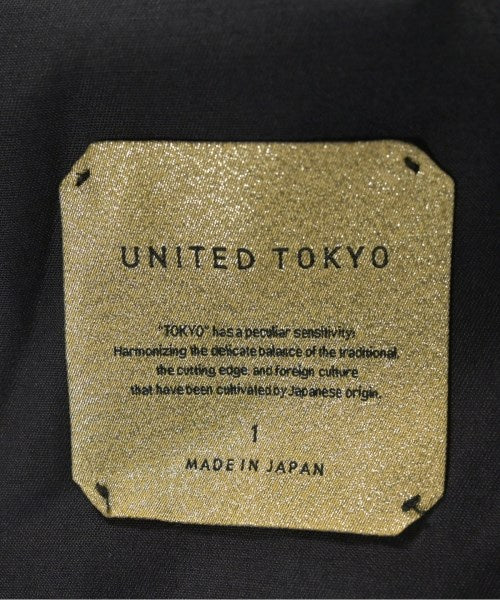 UNITED TOKYO
"TOKYO" has a peculiar sensitivity:
Harmonizing the delicate balance of the traditional,
the cutting edge, and foreign culture
that have been cultivated by Japanese origin.
1
MADE IN JAPAN